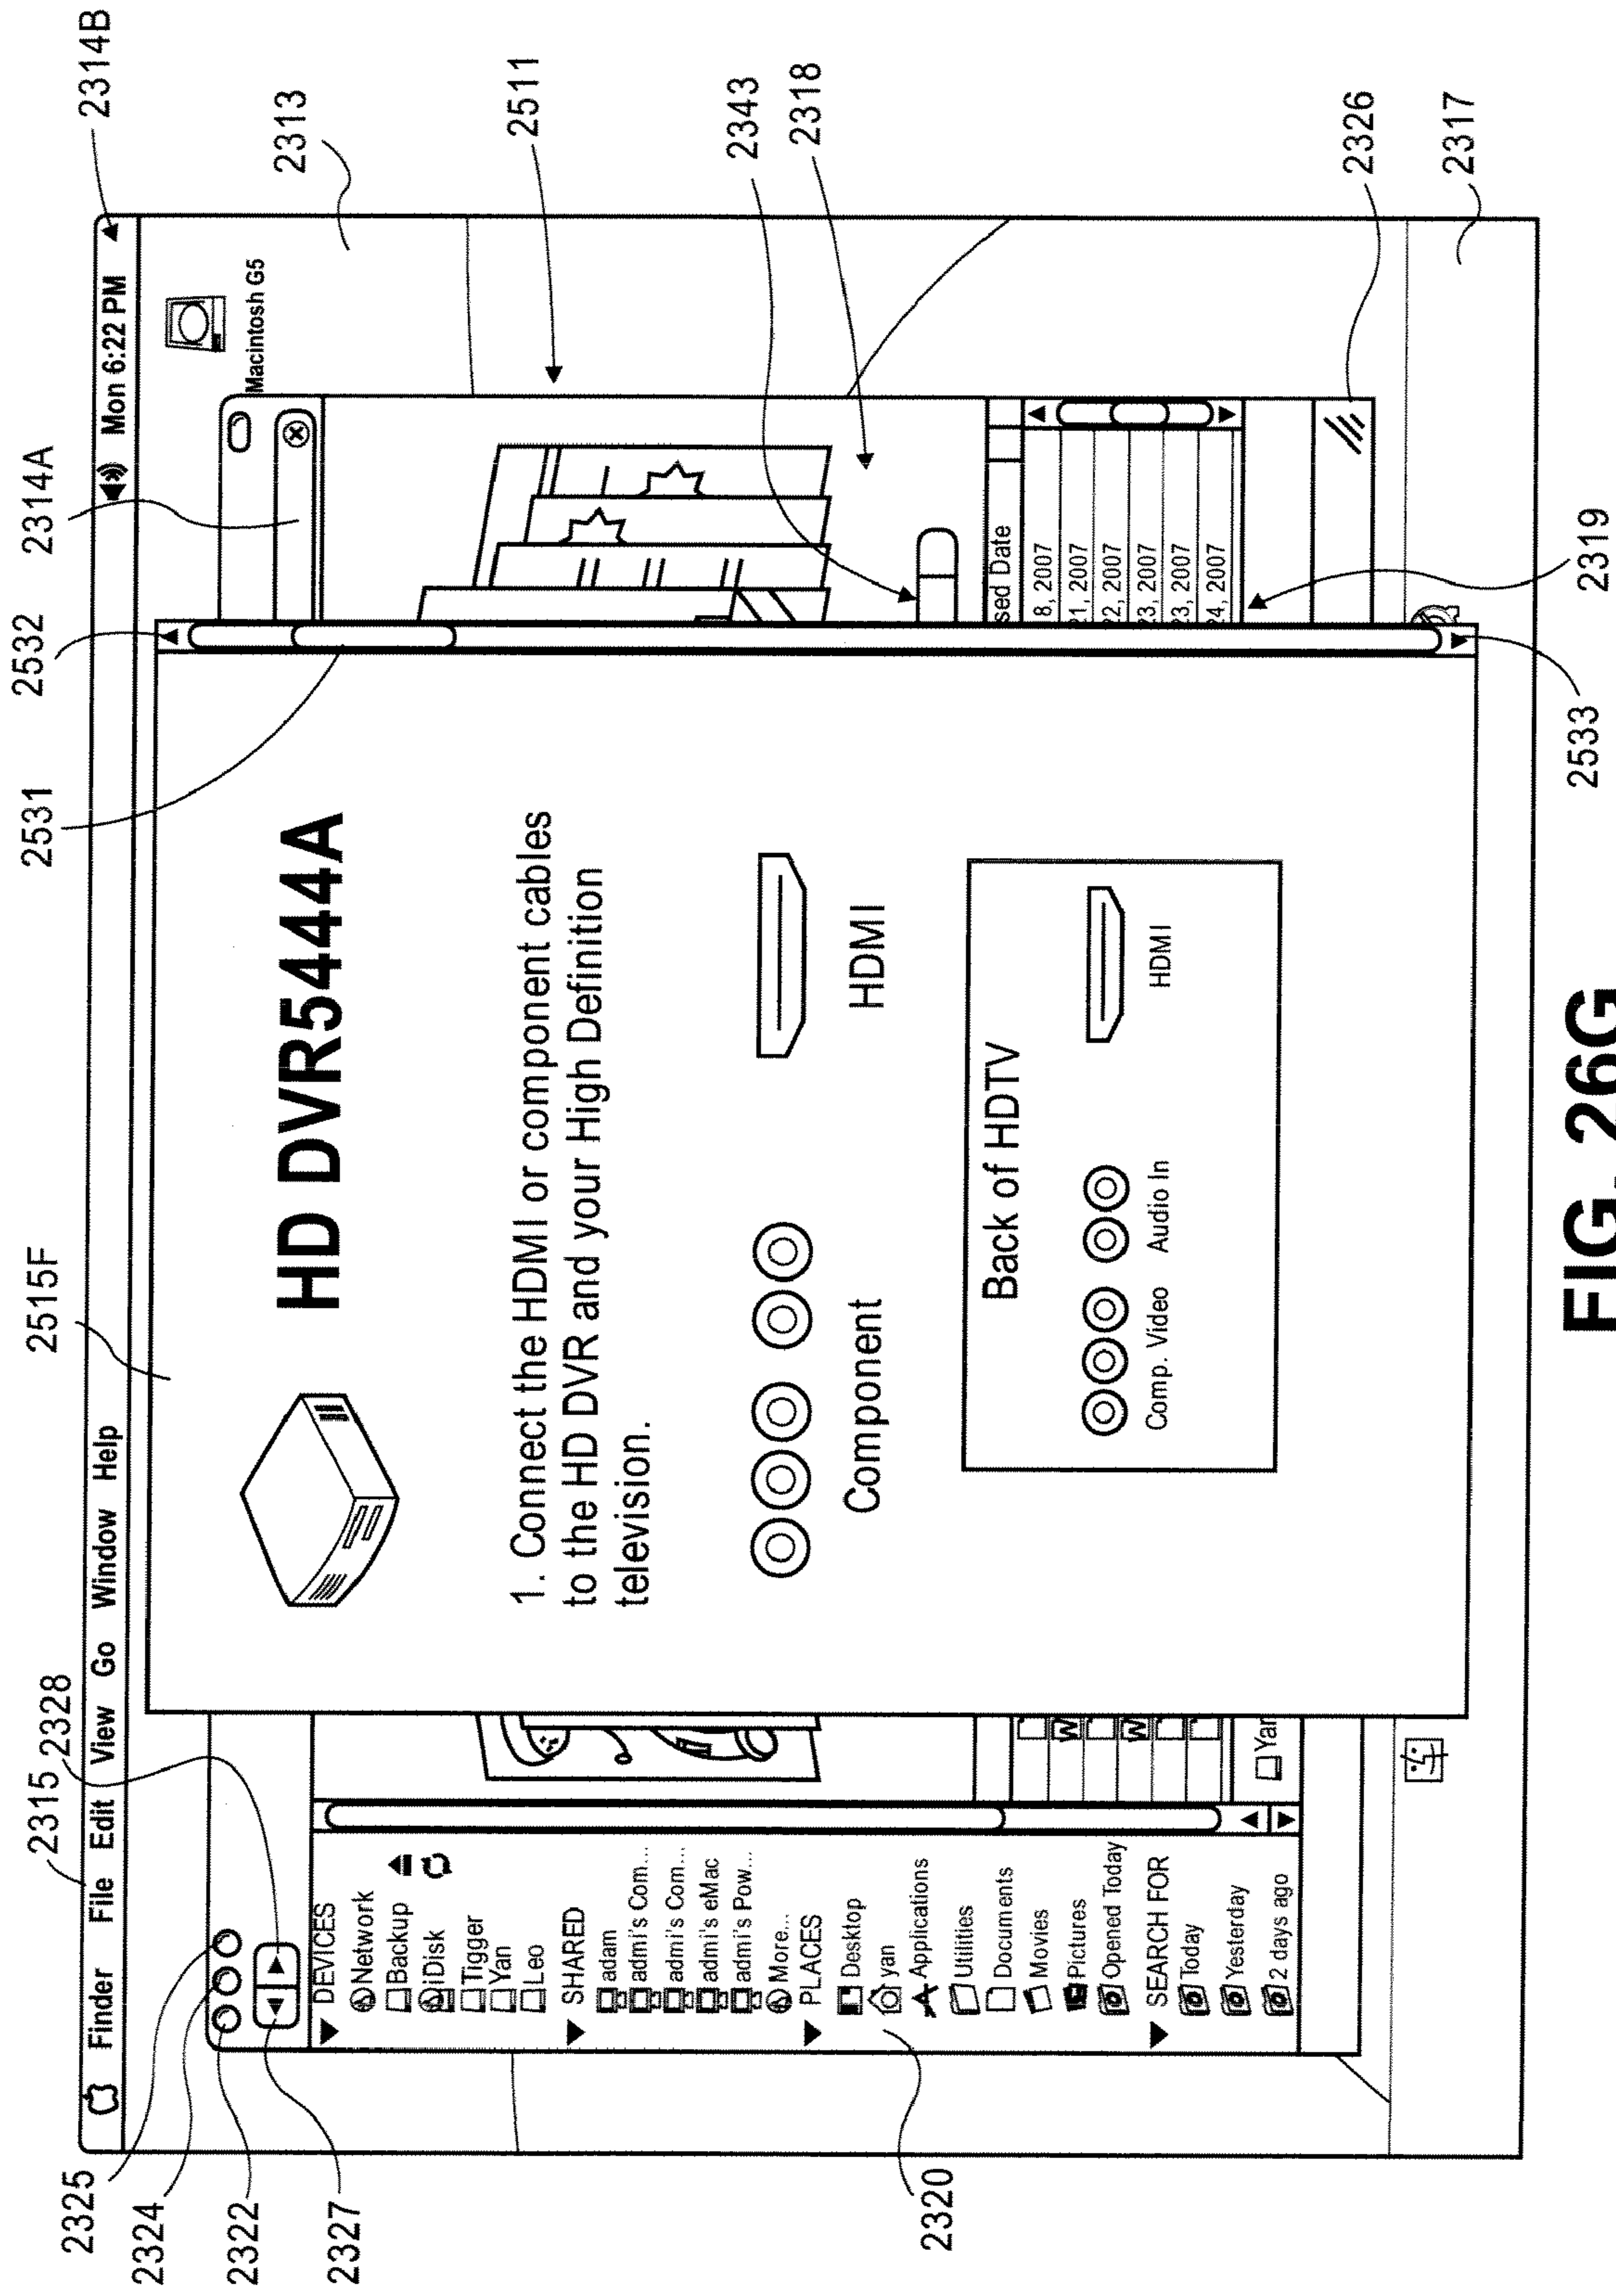 2315
2328
2515F
2531
2532
2314A
2314B
2325
2324
2322
2327
2320
2313
2511
2343
2318
2326
2317
2319
2533
Finder File Edit View Go Window Help
Mon 6:22 PM
Macintosh G5
DEVICES
Network
Backup
iDisk
Tigger
Yan
Leo
SHARED
adam
admi's Com...
admi's Com...
admi's eMac
admi's Pow...
More...
PLACES
Desktop
yan
Applications
Utilities
Documents
Movies
Pictures
Opened Today
SEARCH FOR
Today
Yesterday
2 days ago
W
W
Yan
HD DVR5444A
1. Connect the HDMI or component cables
to the HD DVR and your High Definition
television.
Component
HDMI
Back of HDTV
Comp. Video
Audio In
HDMI
sed Date
8, 2007
21, 2007
22, 2007
23, 2007
23, 2007
24, 2007
FIG. 26G